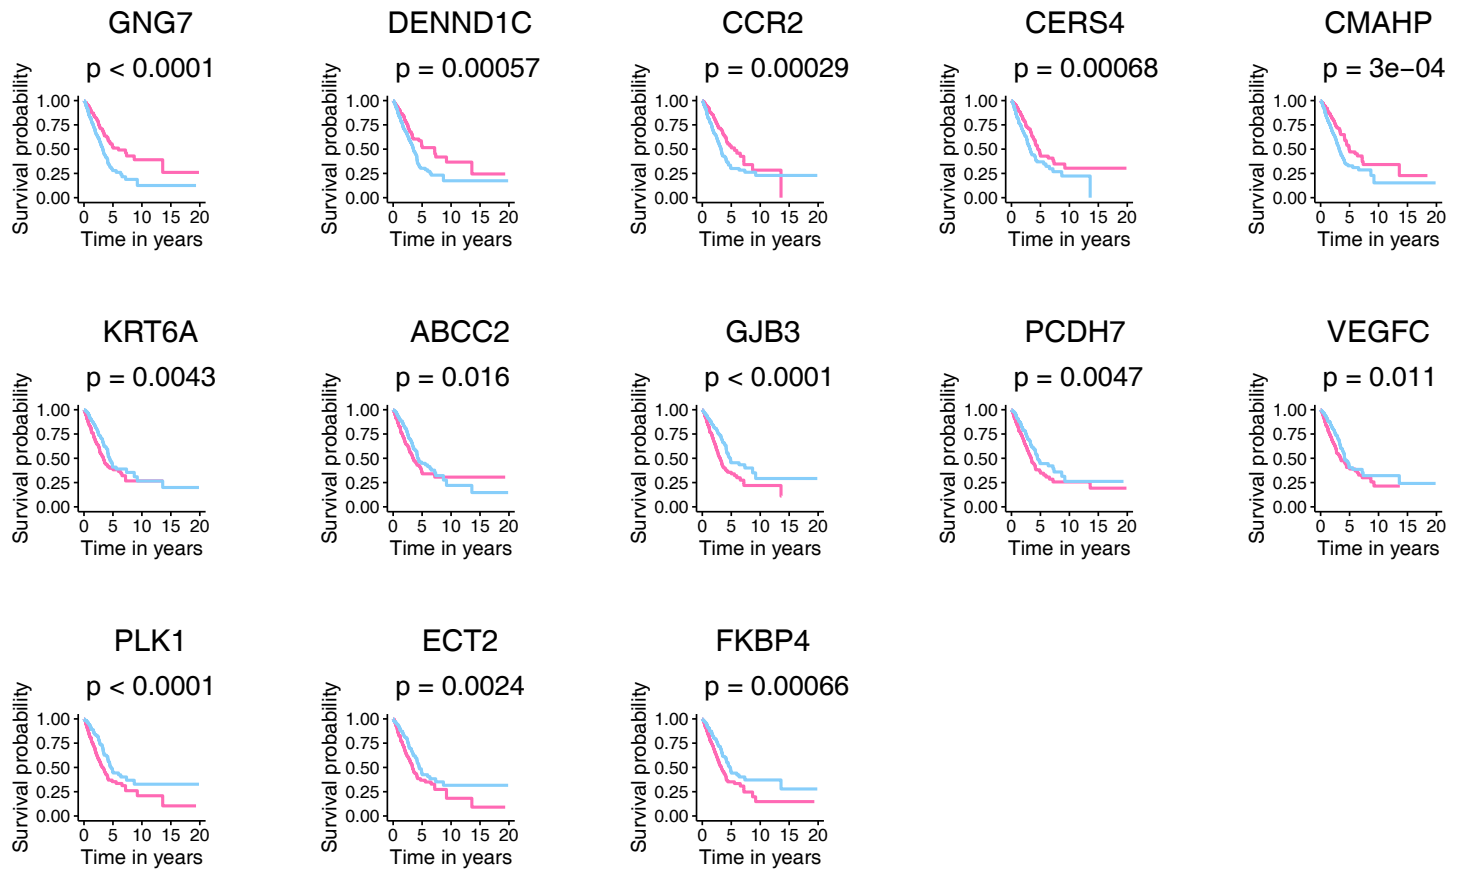 GNG7 DENND1C CCR2 CERS4 CMAHP
p < 0.0001 p = 0.00057 p = 0.00029 p = 0.00068 p = 3e−04
Survival probability Survival probability Survival probability Survival probability Survival probability
1.00 1.00 1.00 1.00 1.00
0.75 0.75 0.75 0.75 0.75
0.50 0.50 0.50 0.50 0.50
0.25 0.25 0.25 0.25 0.25
0.00 0.00 0.00 0.00 0.00
0 5 10 15 20 0 5 10 15 20 0 5 10 15 20 0 5 10 15 20 0 5 10 15 20
Time in years Time in years Time in years Time in years Time in years
KRT6A ABCC2 GJB3 PCDH7 VEGFC
p = 0.0043 p = 0.016 p < 0.0001 p = 0.0047 p = 0.011
Survival probability Survival probability Survival probability Survival probability Survival probability
1.00 1.00 1.00 1.00 1.00
0.75 0.75 0.75 0.75 0.75
0.50 0.50 0.50 0.50 0.50
0.25 0.25 0.25 0.25 0.25
0.00 0.00 0.00 0.00 0.00
0 5 10 15 20 0 5 10 15 20 0 5 10 15 20 0 5 10 15 20 0 5 10 15 20
Time in years Time in years Time in years Time in years Time in years
PLK1 ECT2 FKBP4
p < 0.0001 p = 0.0024 p = 0.00066
Survival probability Survival probability Survival probability
1.00 1.00 1.00
0.75 0.75 0.75
0.50 0.50 0.50
0.25 0.25 0.25
0.00 0.00 0.00
0 5 10 15 20 0 5 10 15 20 0 5 10 15 20
Time in years Time in years Time in years